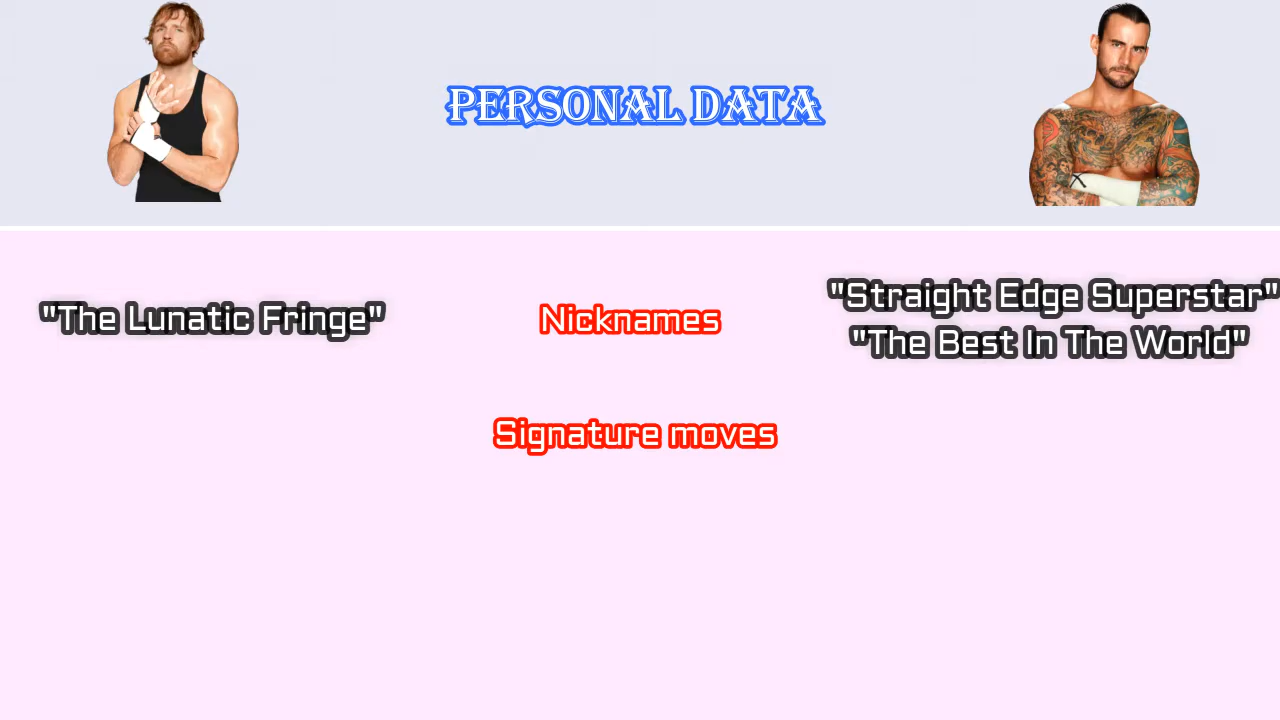 PERSONAL DATA
"The Lunatic Fringe"
Nicknames
"Straight Edge Superstar"
"The Best In The World"
Signature moves